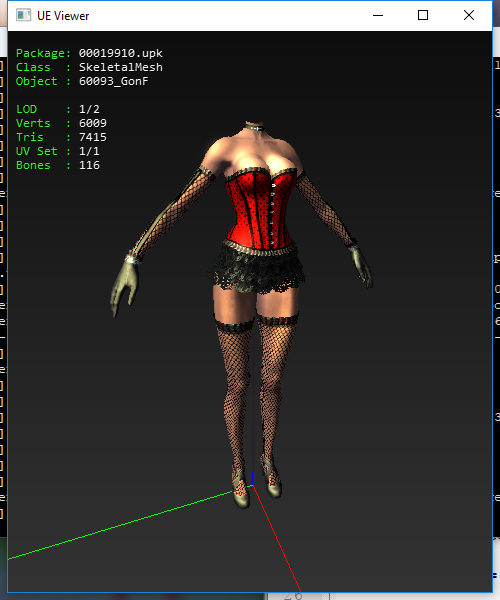 UE Viewer
Package: 00019910.upk
Class : SkeletalMesh
Object : 60093_GonF
LOD : 1/2
Verts : 6009
Tris : 7415
UV Set : 1/1
Bones : 116